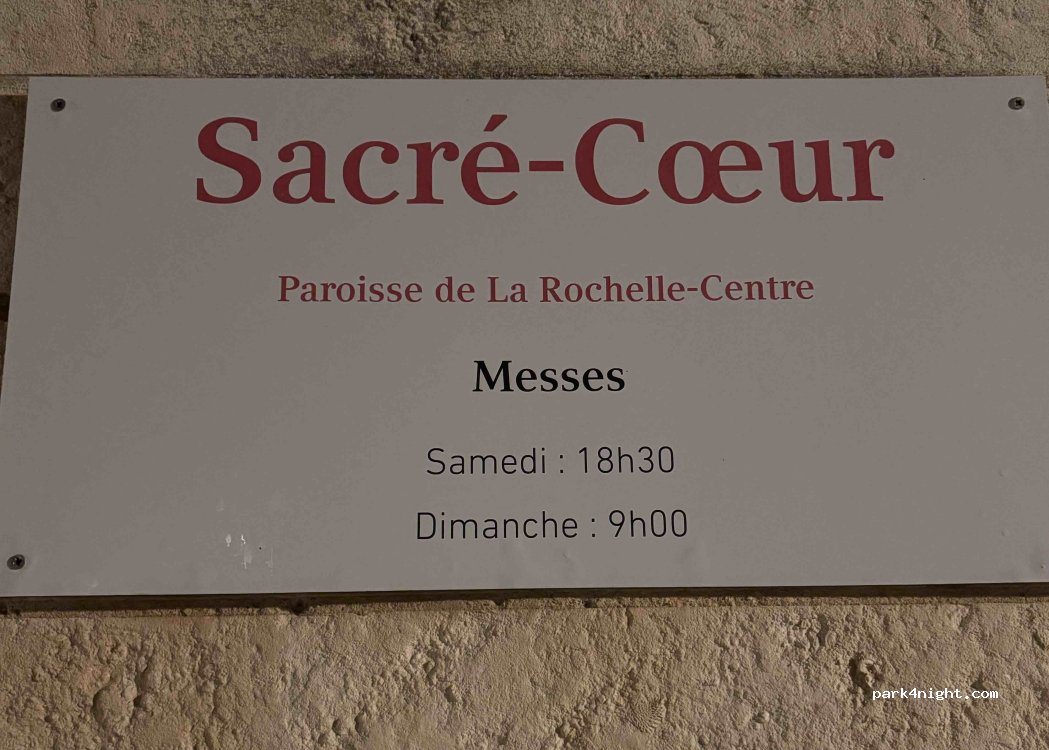 Sacré-Cœur
Paroisse de La Rochelle-Centre
Messes
Samedi : 18h30
Dimanche : 9h00
park4night.com